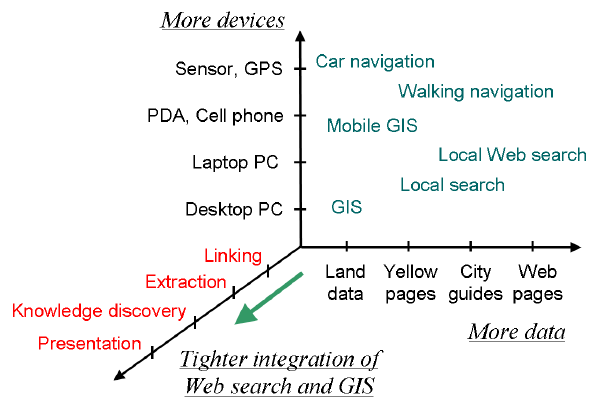 More devices
Sensor, GPS
Car navigation
Walking navigation
PDA, Cell phone
Mobile GIS
Laptop PC
Local Web search
Local search
Desktop PC
GIS
Linking
Extraction
Knowledge discovery
Presentation
Land
data
Yellow
pages
City
guides
Web
pages
More data
Tighter integration of
Web search and GIS